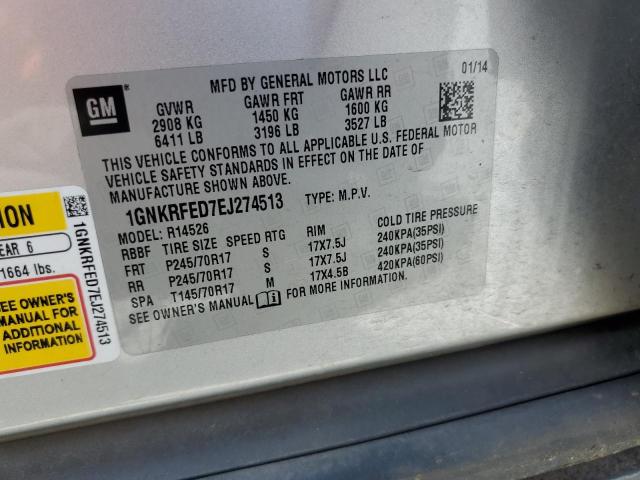 MFD BY GENERAL MOTORS LLC 01/14
GM
GVWR GAWR FRT GAWR RR
2908 KG 1450 KG 1600 KG
6411 LB 3196 LB 3527 LB
THIS VEHICLE CONFORMS TO ALL APPLICABLE U.S. FEDERAL MOTOR
VEHICLE SAFETY STANDARDS IN EFFECT ON THE DATE OF
MANUFACTURE SHOWN ABOVE.
1GNKRFED7EJ274513 TYPE: M.P.V.
MODEL: R14526
RBBF TIRE SIZE SPEED RTG RIM COLD TIRE PRESSURE
FRT P245/70R17 S 17X7.5J 240KPA(35PSI)
RR P245/70R17 S 17X7.5J 240KPA(35PSI)
SPA T145/70R17 M 17X4.5B 420KPA(60PSI)
SEE OWNER'S MANUAL FOR MORE INFORMATION.
ION
EAR 6
1664 lbs.
SEE OWNER'S
MANUAL FOR
ADDITIONAL
INFORMATION
1GNKRFED7EJ274513